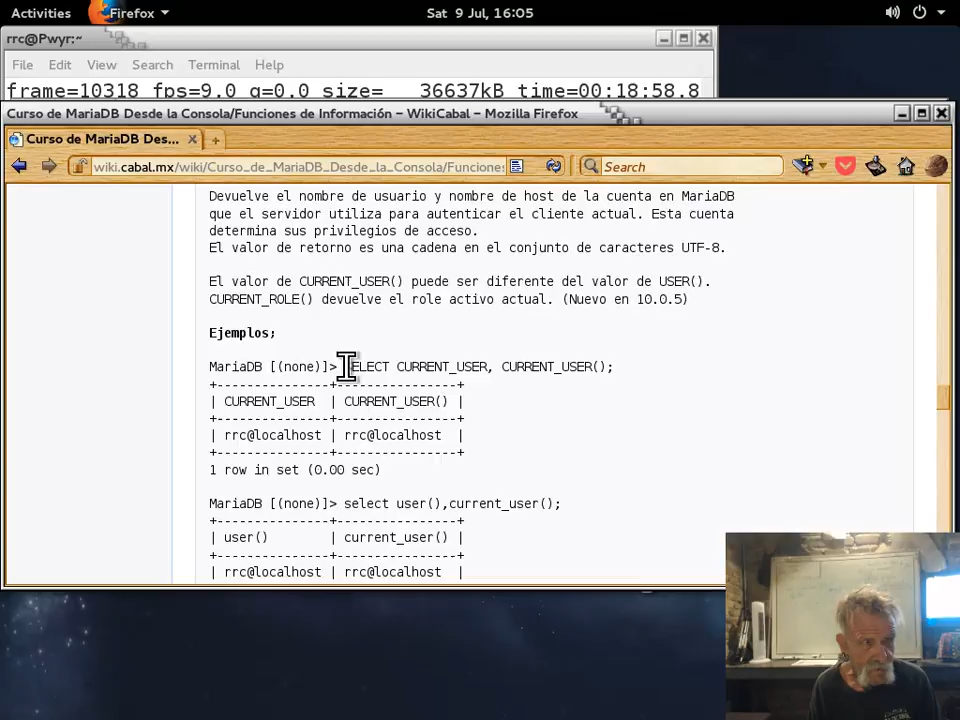 Activities Firefox Sat 9 Jul, 16:05
rrc@Pwyr:~
File Edit View Search Terminal Help
frame=10318 fps=9.0 q=0.0 size= 36637kB time=00:18:58.8
Curso de MariaDB Desde la Consola/Funciones de Información - WikiCabal - Mozilla Firefox
Curso de MariaDB Des...
wiki.cabal.mx/wiki/Curso_de_MariaDB_Desde_la_Consola/Funciones Search
Devuelve el nombre de usuario y nombre de host de la cuenta en MariaDB
que el servidor utiliza para autenticar el cliente actual. Esta cuenta
determina sus privilegios de acceso.
El valor de retorno es una cadena en el conjunto de caracteres UTF-8.
El valor de CURRENT_USER() puede ser diferente del valor de USER().
CURRENT_ROLE() devuelve el role activo actual. (Nuevo en 10.0.5)
Ejemplos;
MariaDB [(none)]> SELECT CURRENT_USER, CURRENT_USER();
+--------------+----------------+
| CURRENT_USER | CURRENT_USER() |
+--------------+----------------+
| rrc@localhost | rrc@localhost |
+--------------+----------------+
1 row in set (0.00 sec)
MariaDB [(none)]> select user(),current_user();
+---------------+----------------+
| user() | current_user() |
+---------------+----------------+
| rrc@localhost | rrc@localhost |